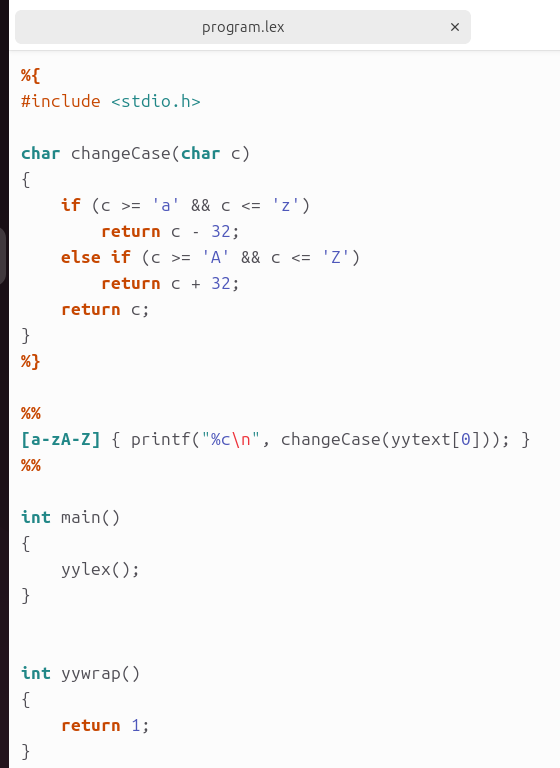 program.lex ×
%{
#include <stdio.h>

char changeCase(char c)
{
    if (c >= 'a' && c <= 'z')
        return c - 32;
    else if (c >= 'A' && c <= 'Z')
        return c + 32;
    return c;
}
%}

%%
[a-zA-Z] { printf("%c\n", changeCase(yytext[0])); }
%%

int main()
{
    yylex();
}


int yywrap()
{
    return 1;
}